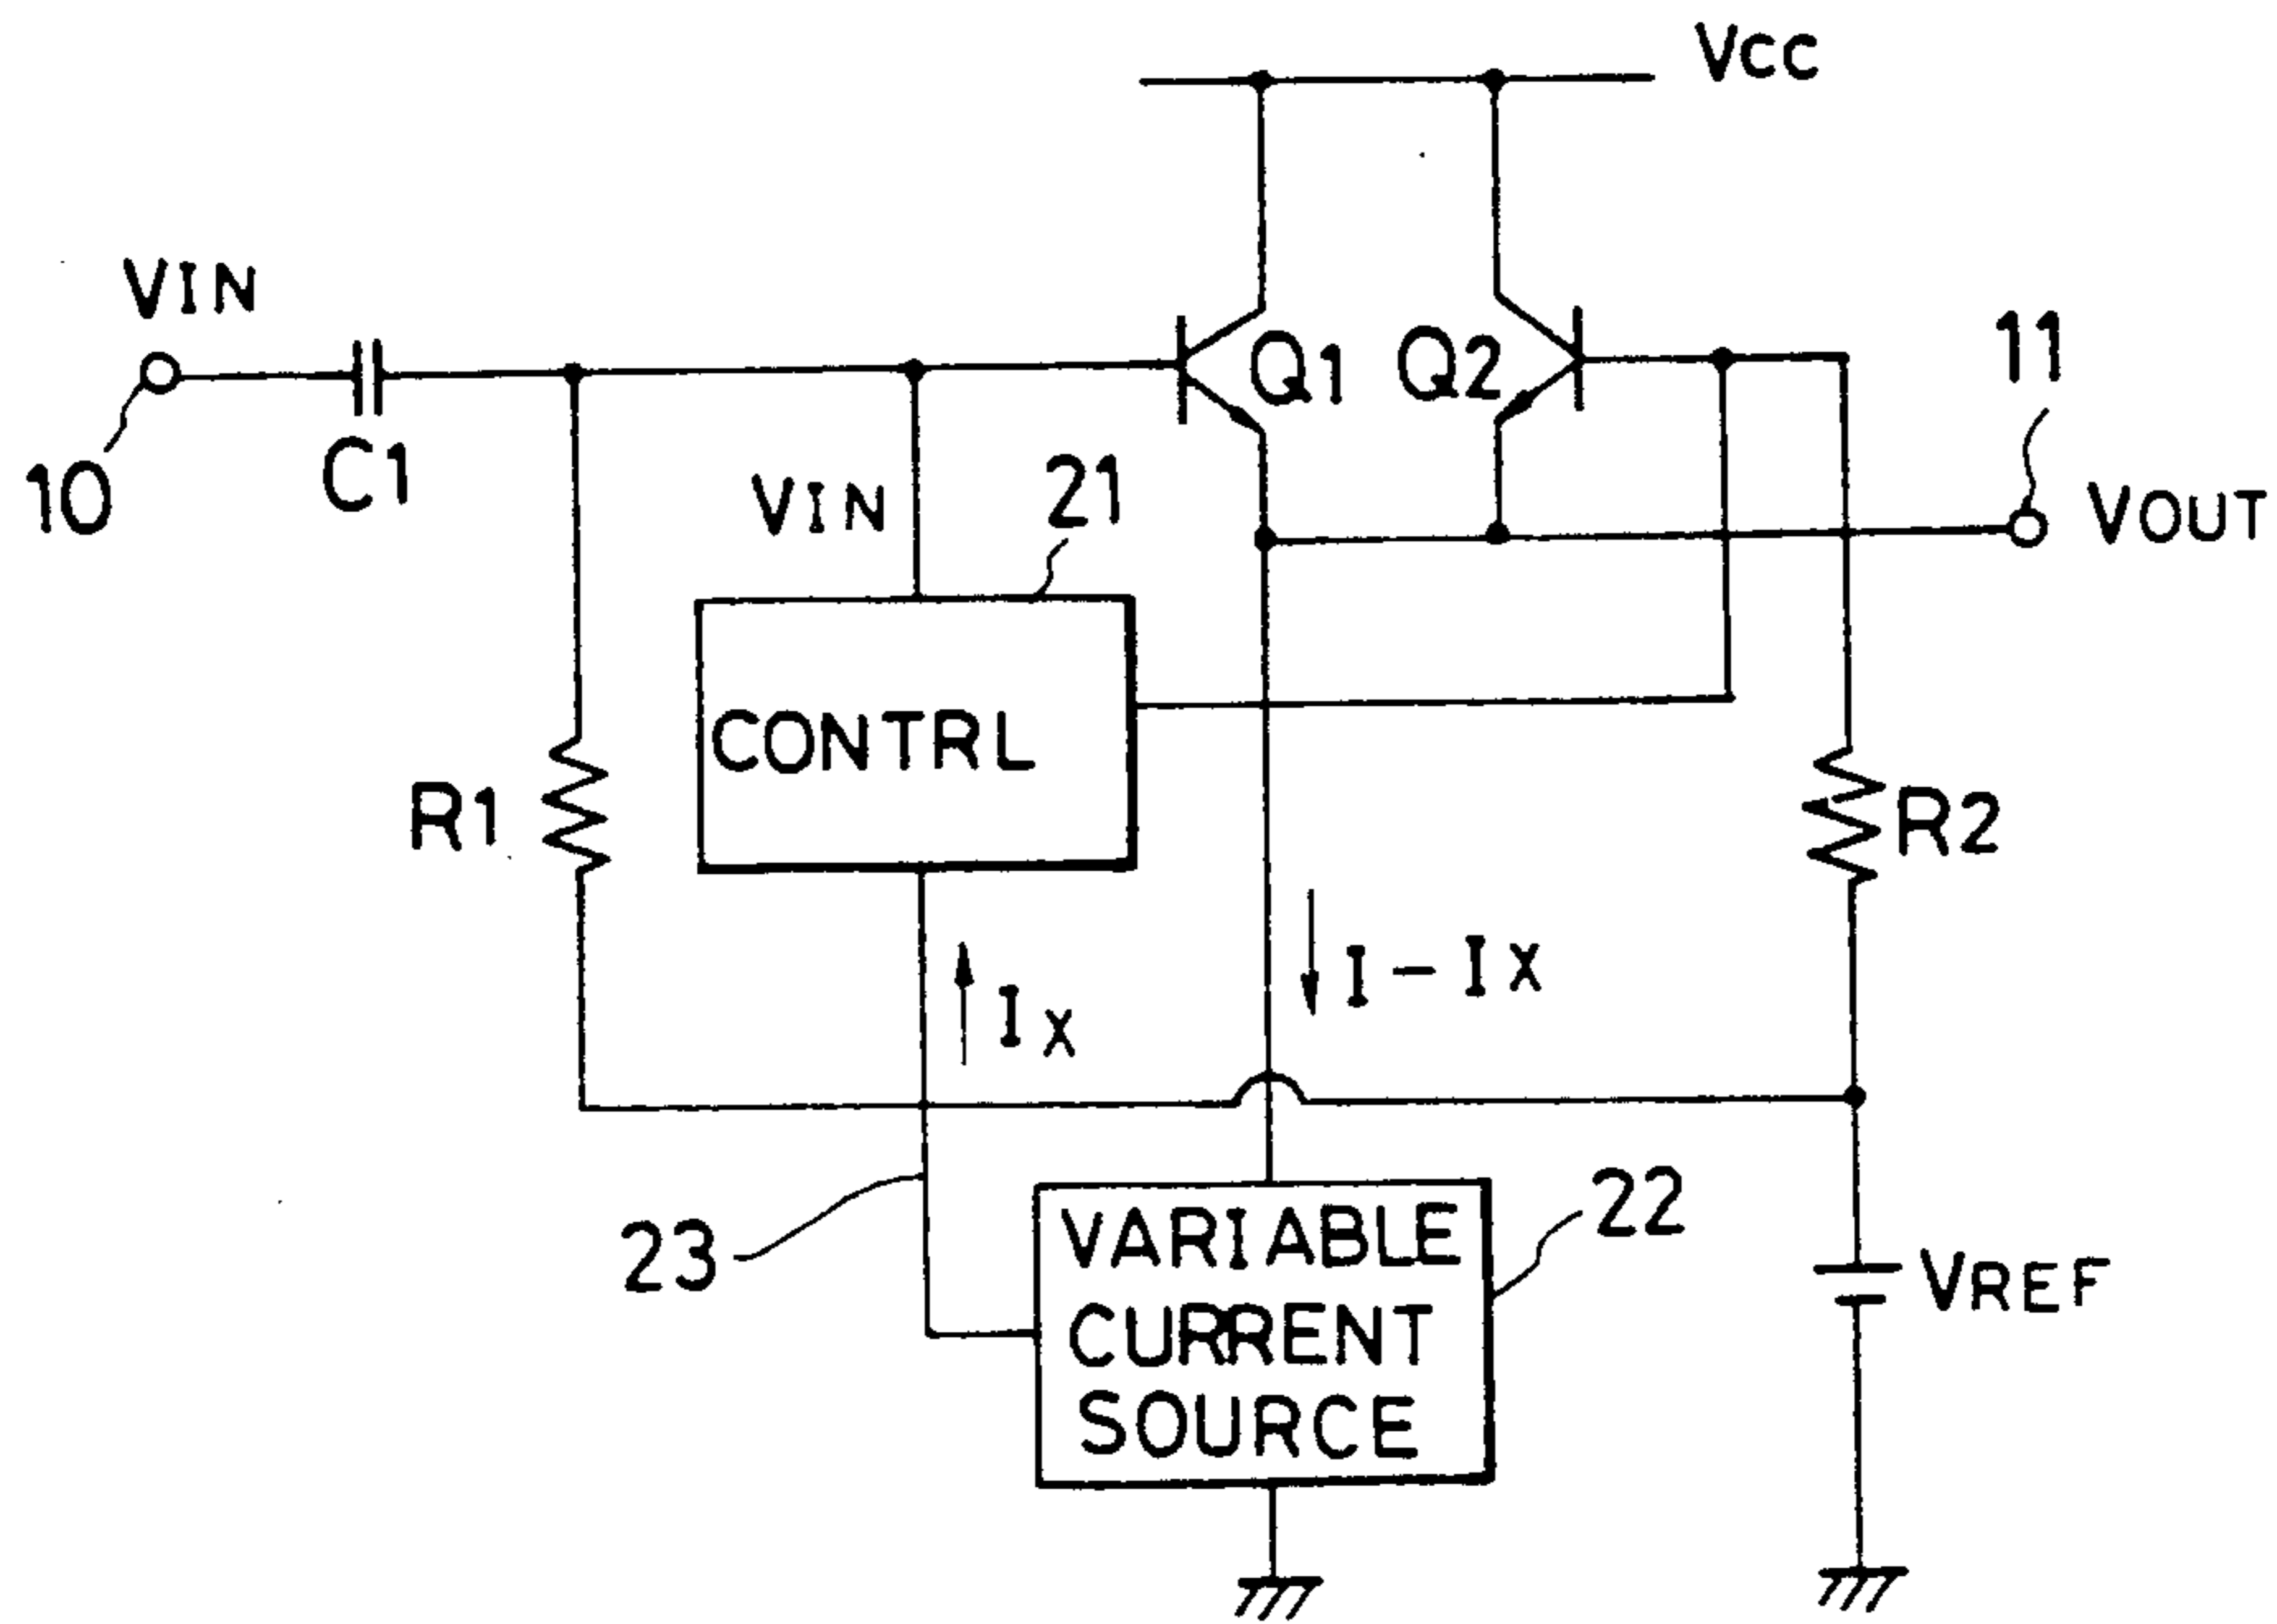 VCC
VIN
11
Q1
Q2
10
C1
VIN
21
VOUT
CONTRL
R1
R2
I-IX
IX
23
22
VARIABLE
CURRENT
SOURCE
VREF